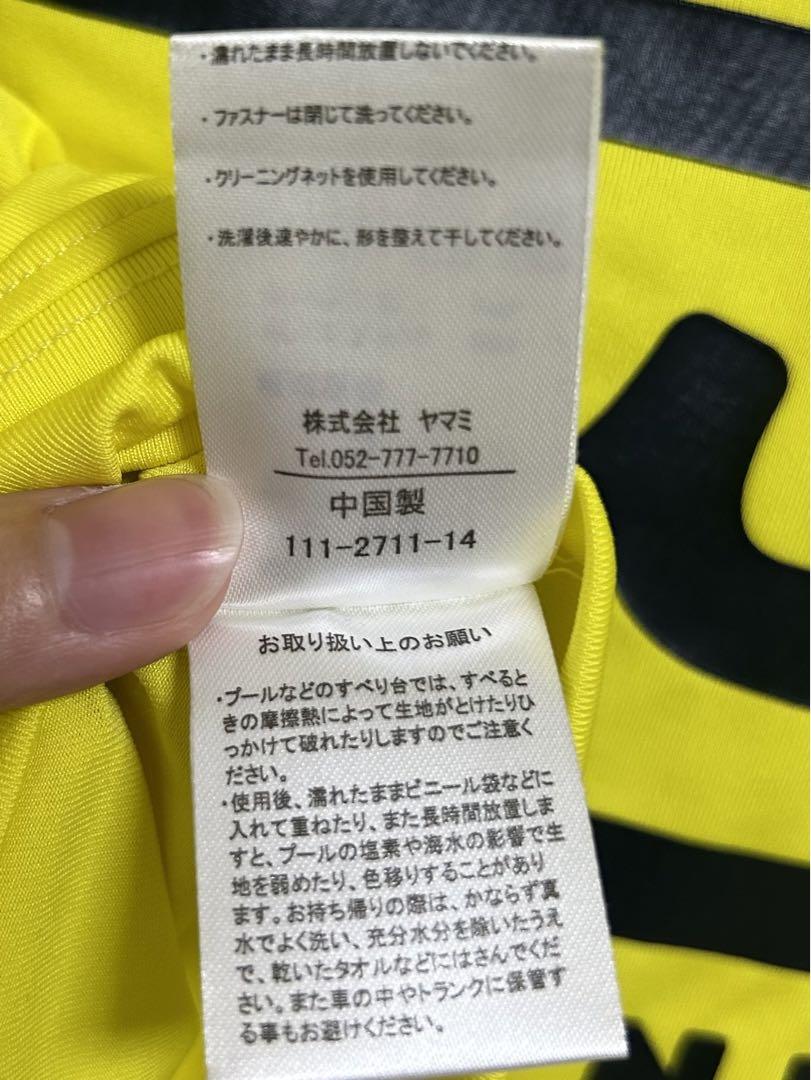 ・濡れたまま長時間放置しないでください。
・ファスナーは閉じて洗ってください。
・クリーニングネットを使用してください。
・洗濯後速やかに、形を整えて干してください。
株式会社 ヤマミ
Tel.052-777-7710
中国製
111-2711-14
お取り扱い上のお願い
・プールなどのすべり台では、すべると
きの摩擦熱によって生地がとけたりひ
っかけて破れたりしますのでご注意く
ださい。
・使用後、濡れたままビニール袋などに
入れて重ねたり、また長時間放置しま
すと、プールの塩素や海水の影響で生
地を弱めたり、色移りすることがあり
ます。お持ち帰りの際は、かならず真
水でよく洗い、充分水分を除いたうえ
で、乾いたタオルなどにはさんでくだ
さい。また車の中やトランクに保管す
る事もお避けください。